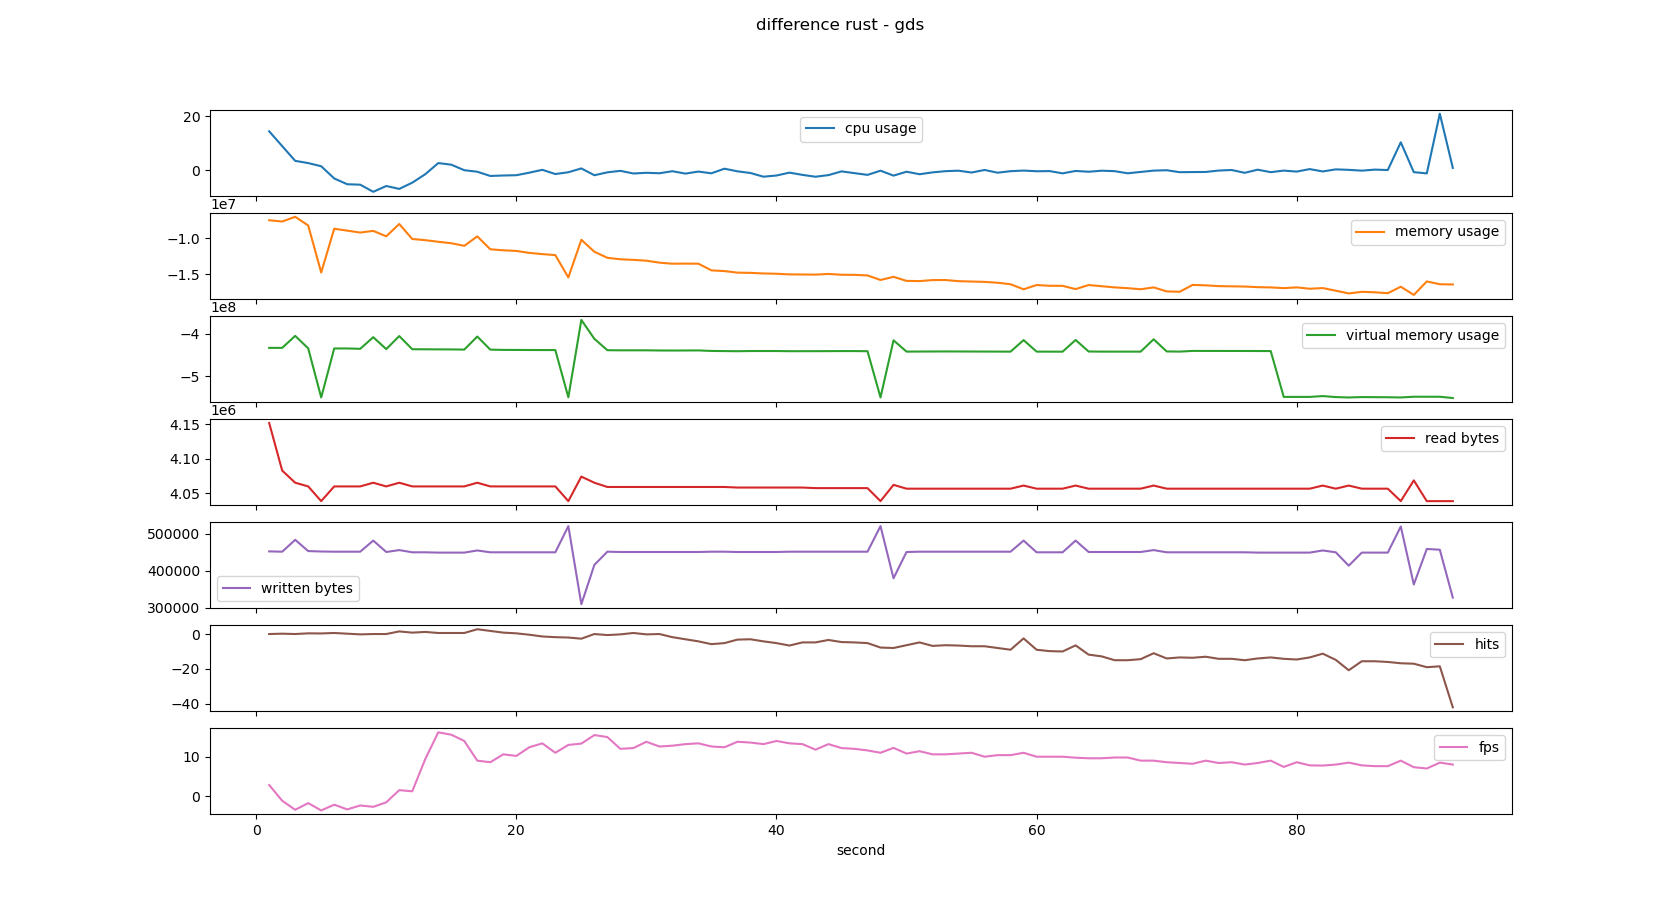 difference rust - gds
20
0
cpu usage
1e7
−1.0
−1.5
memory usage
1e8
−4
−5
virtual memory usage
1e6
4.15
4.10
4.05
read bytes
500000
400000
300000
written bytes
0
−20
−40
hits
10
0
fps
0 20 40 60 80
second